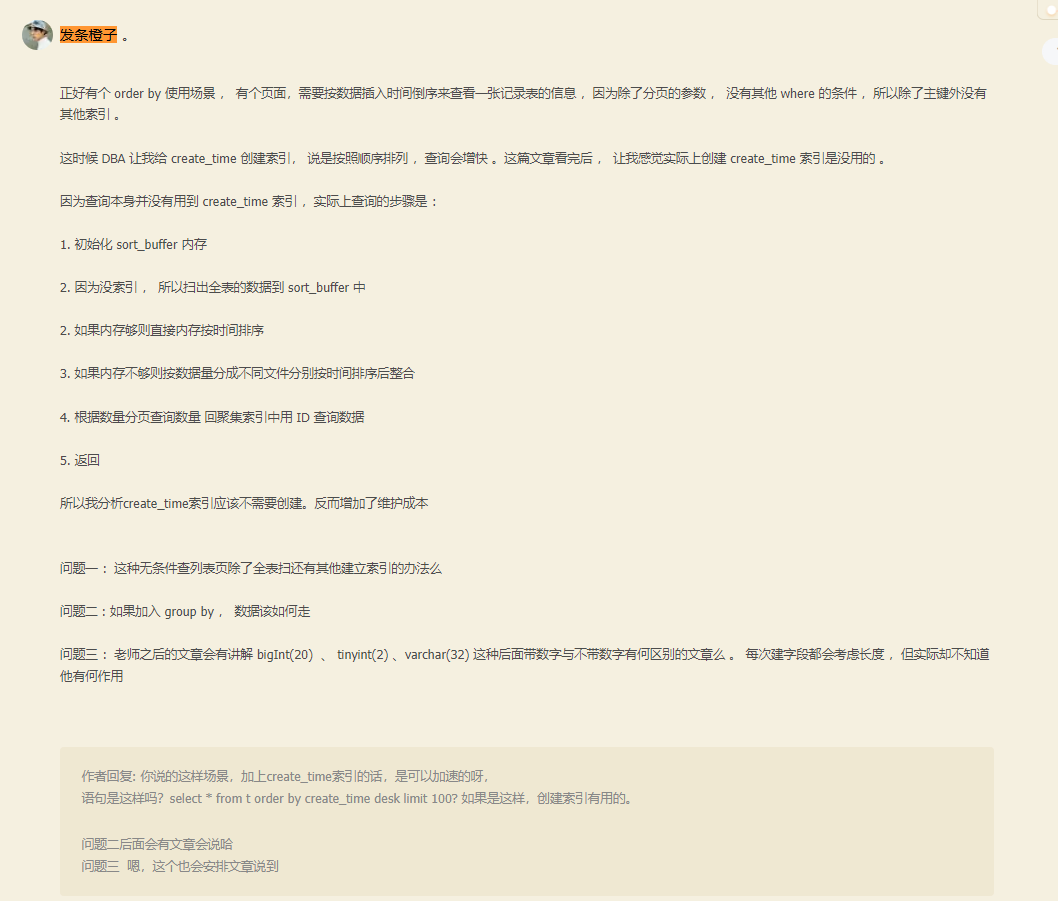 发条橙子 。
正好有个 order by 使用场景 ， 有个页面，需要按数据插入时间倒序来查看一张记录表的信息 ，因为除了分页的参数 ， 没有其他 where 的条件 ，所以除了主键外没有
其他索引 。
这时候 DBA 让我给 create_time 创建索引， 说是按照顺序排列 ，查询会增快 。这篇文章看完后 ， 让我感觉实际上创建 create_time 索引是没用的 。
因为查询本身并没有用到 create_time 索引 ，实际上查询的步骤是 ：
1. 初始化 sort_buffer 内存
2. 因为没索引 ， 所以扫出全表的数据到 sort_buffer 中
2. 如果内存够则直接内存按时间排序
3. 如果内存不够则按数据量分成不同文件分别按时间排序后整合
4. 根据数量分页查询数量 回聚集索引中用 ID 查询数据
5. 返回
所以我分析create_time索引应该不需要创建。反而增加了维护成本
问题一 ：这种无条件查列表页除了全表扫还有其他建立索引的办法么
问题二 : 如果加入 group by ， 数据该如何走
问题三 ：老师之后的文章会有讲解 bigInt(20) 、 tinyint(2) 、varchar(32) 这种后面带数字与不带数字有何区别的文章么 。 每次建字段都会考虑长度 ，但实际却不知道
他有何作用
作者回复: 你说的这样场景，加上create_time索引的话，是可以加速的呀，
语句是这样吗？select * from t order by create_time desk limit 100? 如果是这样，创建索引有用的。
问题二后面会有文章会说哈
问题三 嗯，这个也会安排文章说到